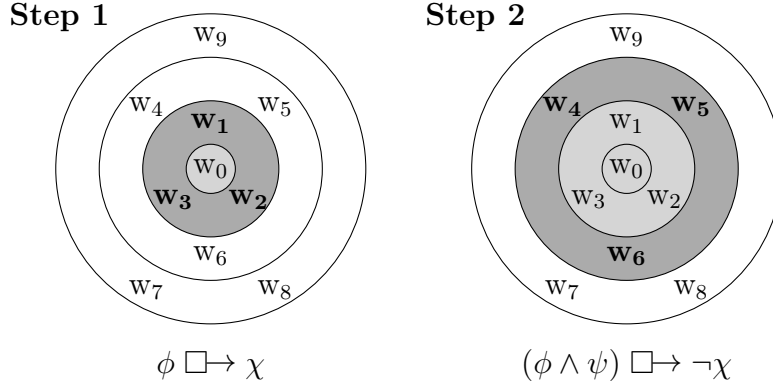 Step 1
w₉
w₄ w₅
w₁
w₀
w₃ w₂
w₆
w₇ w₈
ϕ □→ χ
Step 2
w₉
w₄ w₅
w₁
w₀
w₃ w₂
w₆
w₇ w₈
(ϕ ∧ ψ) □→ ¬χ